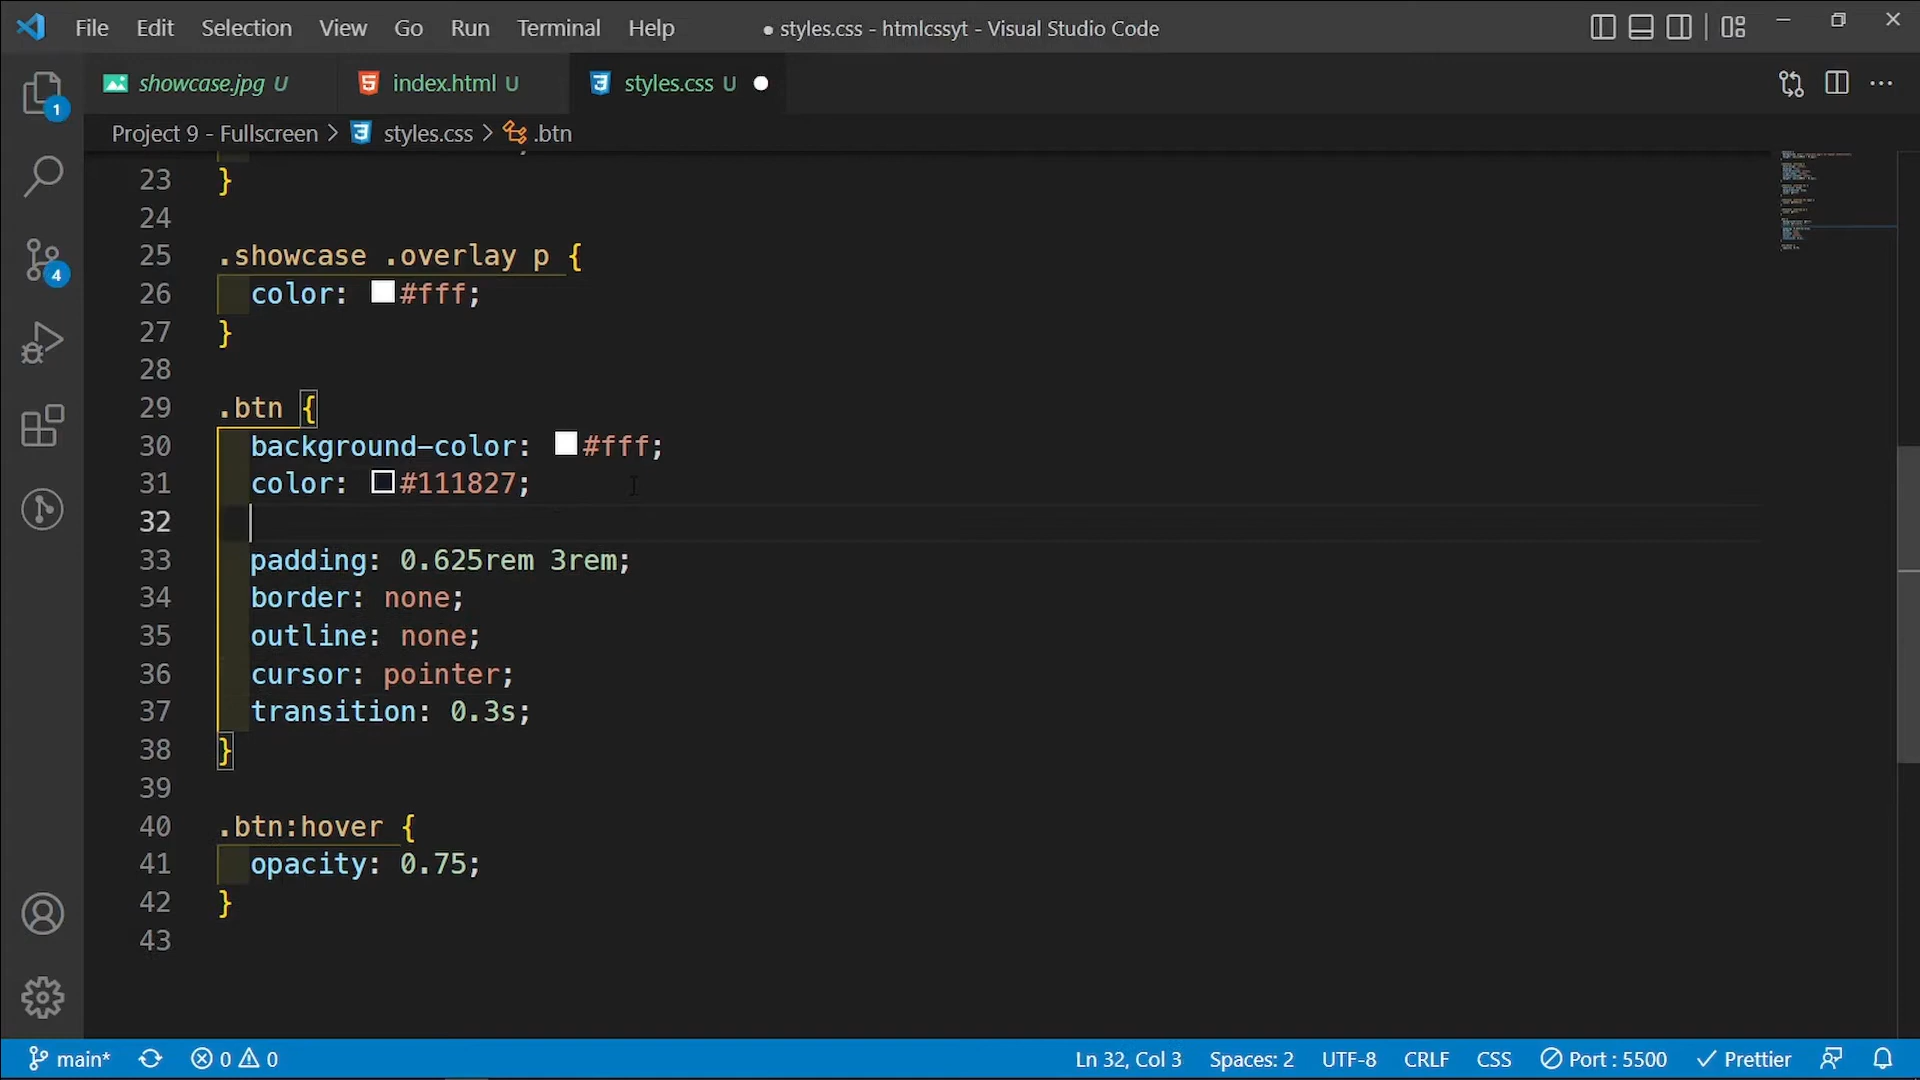 File Edit Selection View Go Run Terminal Help ● styles.css - htmlcssyt - Visual Studio Code
showcase.jpg U index.html U styles.css U ●
Project 9 - Fullscreen > styles.css > .btn
1
4
23 }
24
25 .showcase .overlay p {
26 color: #fff;
27 }
28
29 .btn {
30 background-color: #fff;
31 color: #111827;
32
33 padding: 0.625rem 3rem;
34 border: none;
35 outline: none;
36 cursor: pointer;
37 transition: 0.3s;
38 }
39
40 .btn:hover {
41 opacity: 0.75;
42 }
43
main* 0 0 Ln 32, Col 3 Spaces: 2 UTF-8 CRLF CSS Port : 5500 Prettier